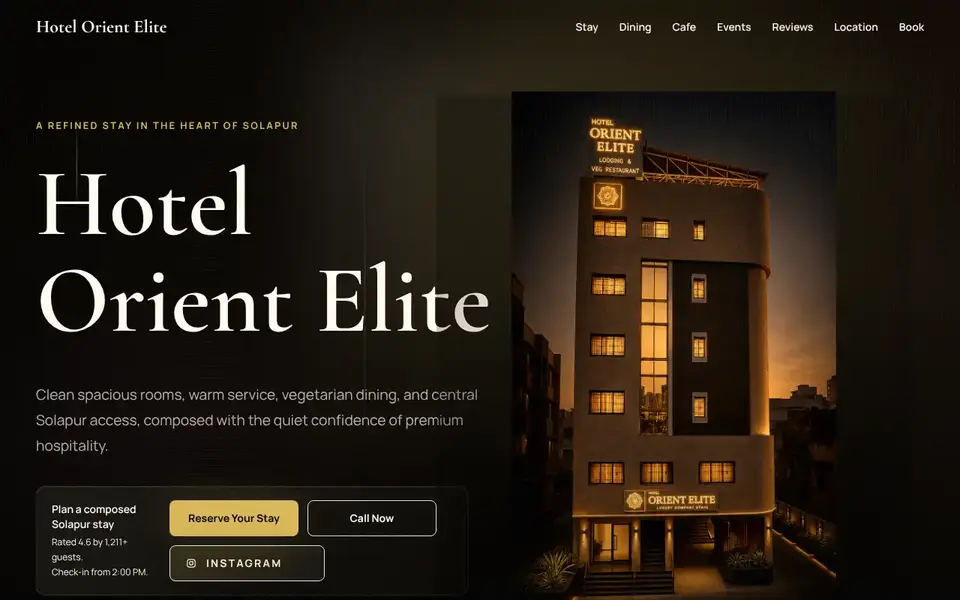 Hotel Orient Elite
Stay Dining Cafe Events Reviews Location Book
A REFINED STAY IN THE HEART OF SOLAPUR
Hotel
Orient Elite
Clean spacious rooms, warm service, vegetarian dining, and central
Solapur access, composed with the quiet confidence of premium
hospitality.
Plan a composed
Solapur stay
Rated 4.6 by 1,211+
guests.
Check-in from 2:00 PM.
Reserve Your Stay
Call Now
INSTAGRAM
HOTEL
ORIENT
ELITE
LODGING &
VEG RESTAURANT
HOTEL
ORIENT ELITE